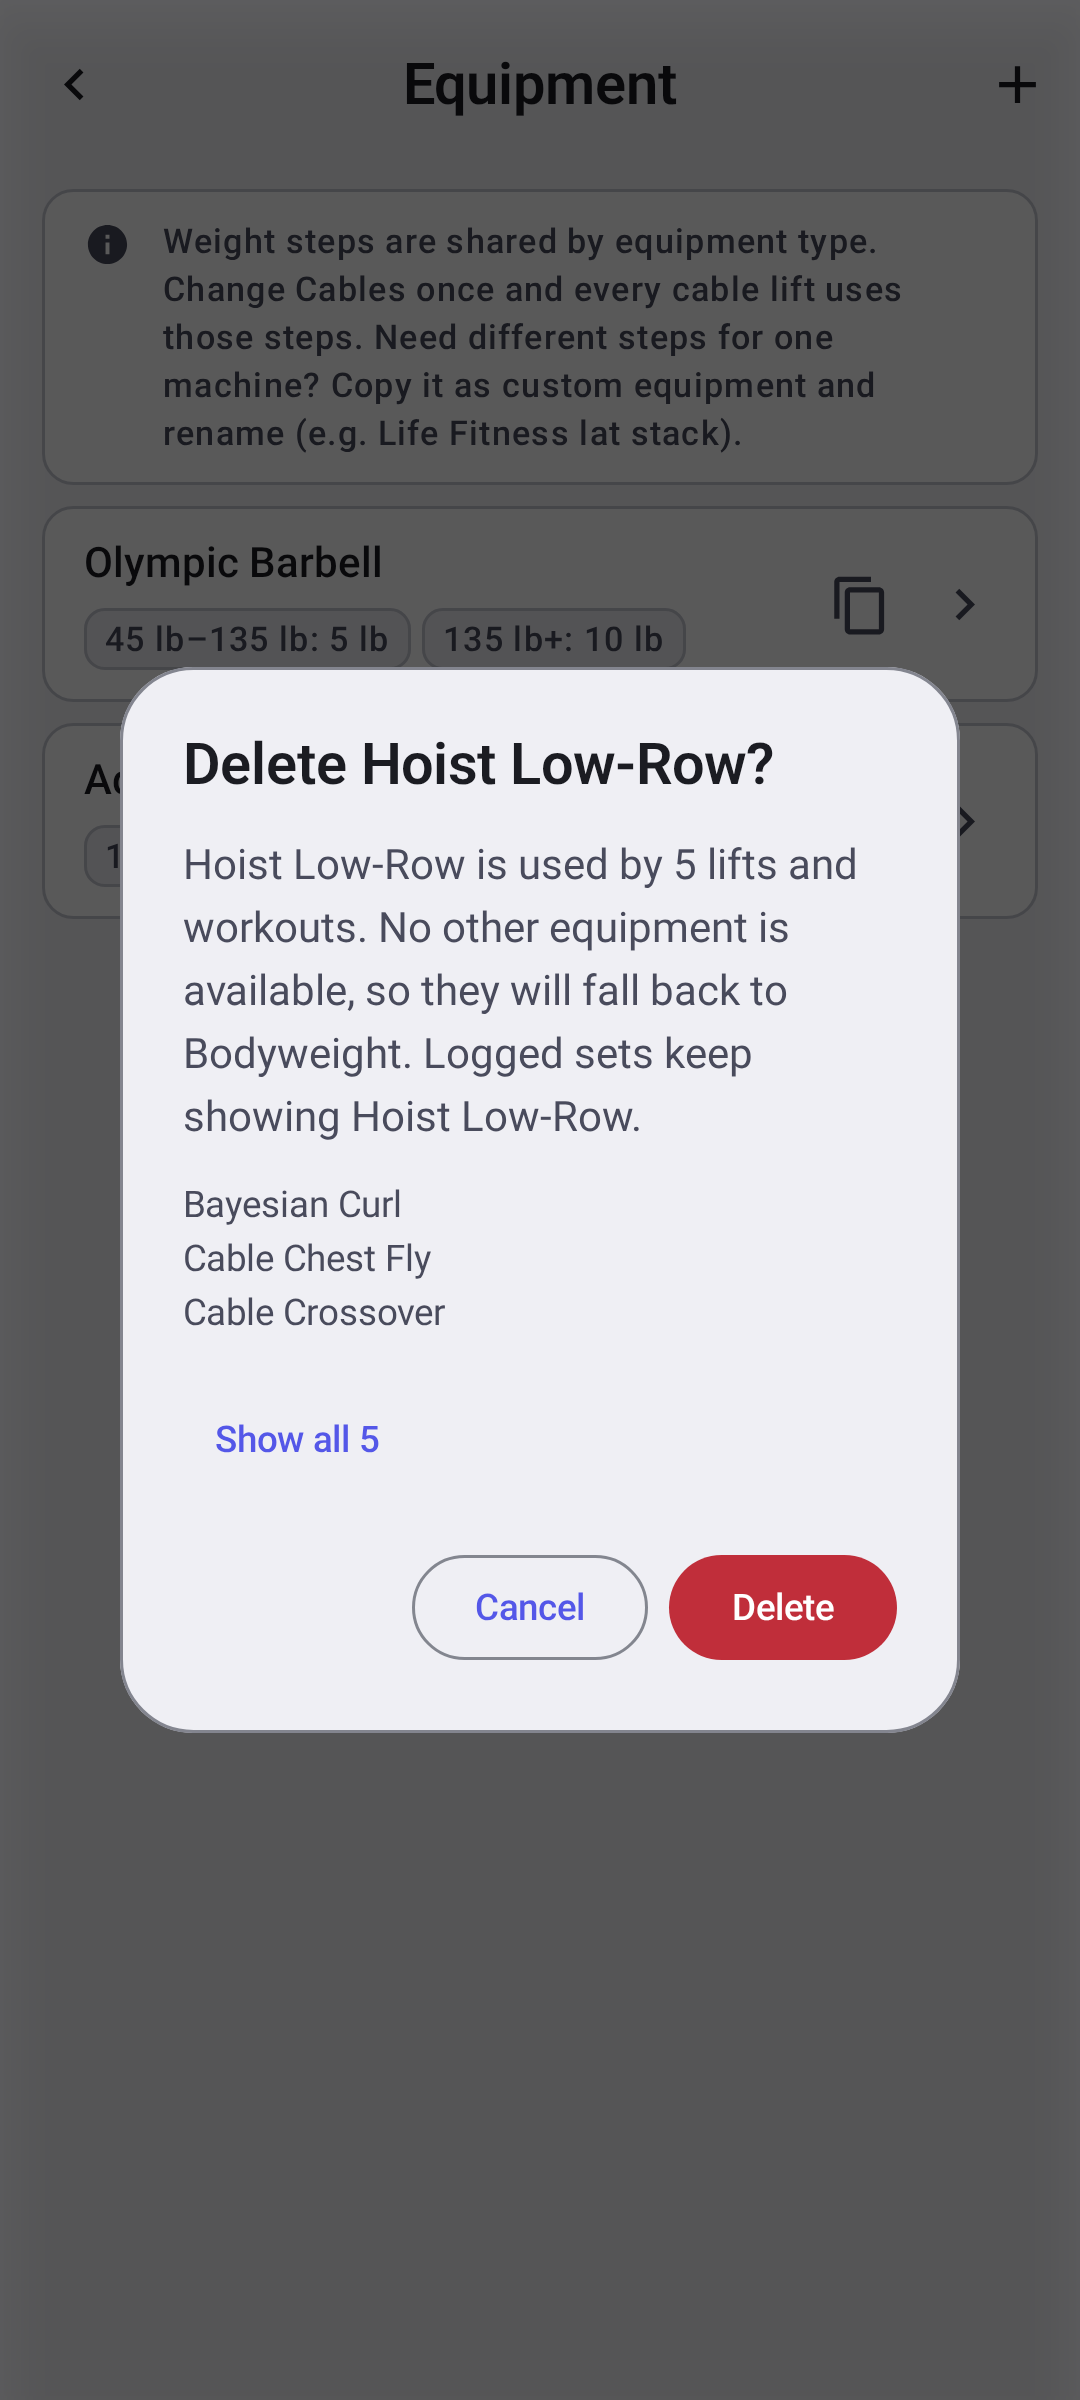 Equipment
Weight steps are shared by equipment type.
Change Cables once and every cable lift uses
those steps. Need different steps for one
machine? Copy it as custom equipment and
rename (e.g. Life Fitness lat stack).
Olympic Barbell
45 lb–135 lb: 5 lb
135 lb+: 10 lb
Delete Hoist Low-Row?
Hoist Low-Row is used by 5 lifts and
workouts. No other equipment is
available, so they will fall back to
Bodyweight. Logged sets keep
showing Hoist Low-Row.
Bayesian Curl
Cable Chest Fly
Cable Crossover
Show all 5
Cancel
Delete